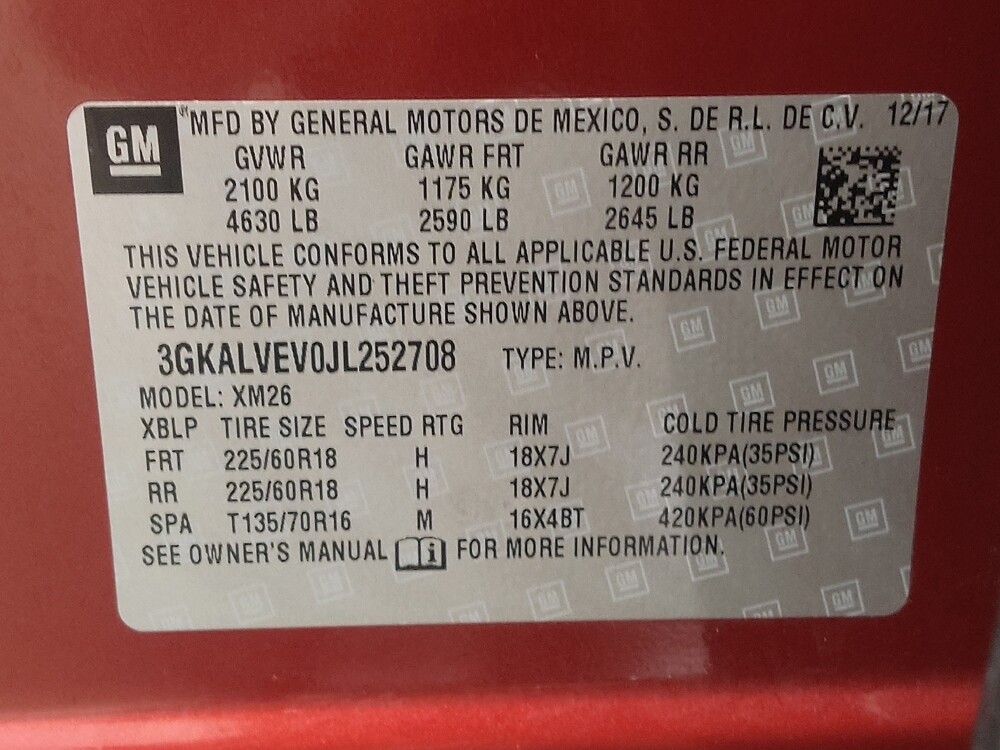 GM MFD BY GENERAL MOTORS DE MEXICO, S. DE R.L. DE C.V. 12/17
GVWR GAWR FRT GAWR RR
2100 KG 1175 KG 1200 KG
4630 LB 2590 LB 2645 LB
THIS VEHICLE CONFORMS TO ALL APPLICABLE U.S. FEDERAL MOTOR
VEHICLE SAFETY AND THEFT PREVENTION STANDARDS IN EFFECT ON
THE DATE OF MANUFACTURE SHOWN ABOVE.
3GKALVEV0JL252708 TYPE: M.P.V.
MODEL: XM26
XBLP TIRE SIZE SPEED RTG RIM COLD TIRE PRESSURE
FRT 225/60R18 H 18X7J 240KPA(35PSI)
RR 225/60R18 H 18X7J 240KPA(35PSI)
SPA T135/70R16 M 16X4BT 420KPA(60PSI)
SEE OWNER'S MANUAL i FOR MORE INFORMATION.